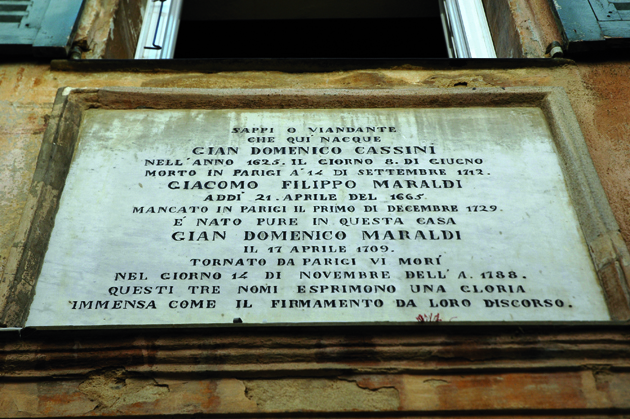 SAPPI O VIANDANTE
CHE QUI NACQUE
GIAN DOMENICO CASSINI
NELL'ANNO 1625. IL GIORNO 8. DI GIUGNO
MORTO IN PARIGI A' 14 DI SETTEMBRE 1712.
GIACOMO FILIPPO MARALDI
ADDI' 21. APRILE DEL 1665.
MANCATO IN PARIGI IL PRIMO DI DECEMBRE 1729.
E' NATO PURE IN QUESTA CASA
GIAN DOMENICO MARALDI
IL 17 APRILE 1709.
TORNATO DA PARIGI VI MORÌ
NEL GIORNO 14 DI NOVEMBRE DELL'A. 1788.
QUESTI TRE NOMI ESPRIMONO UNA GLORIA
IMMENSA COME IL FIRMAMENTO DA LORO DISCORSO.